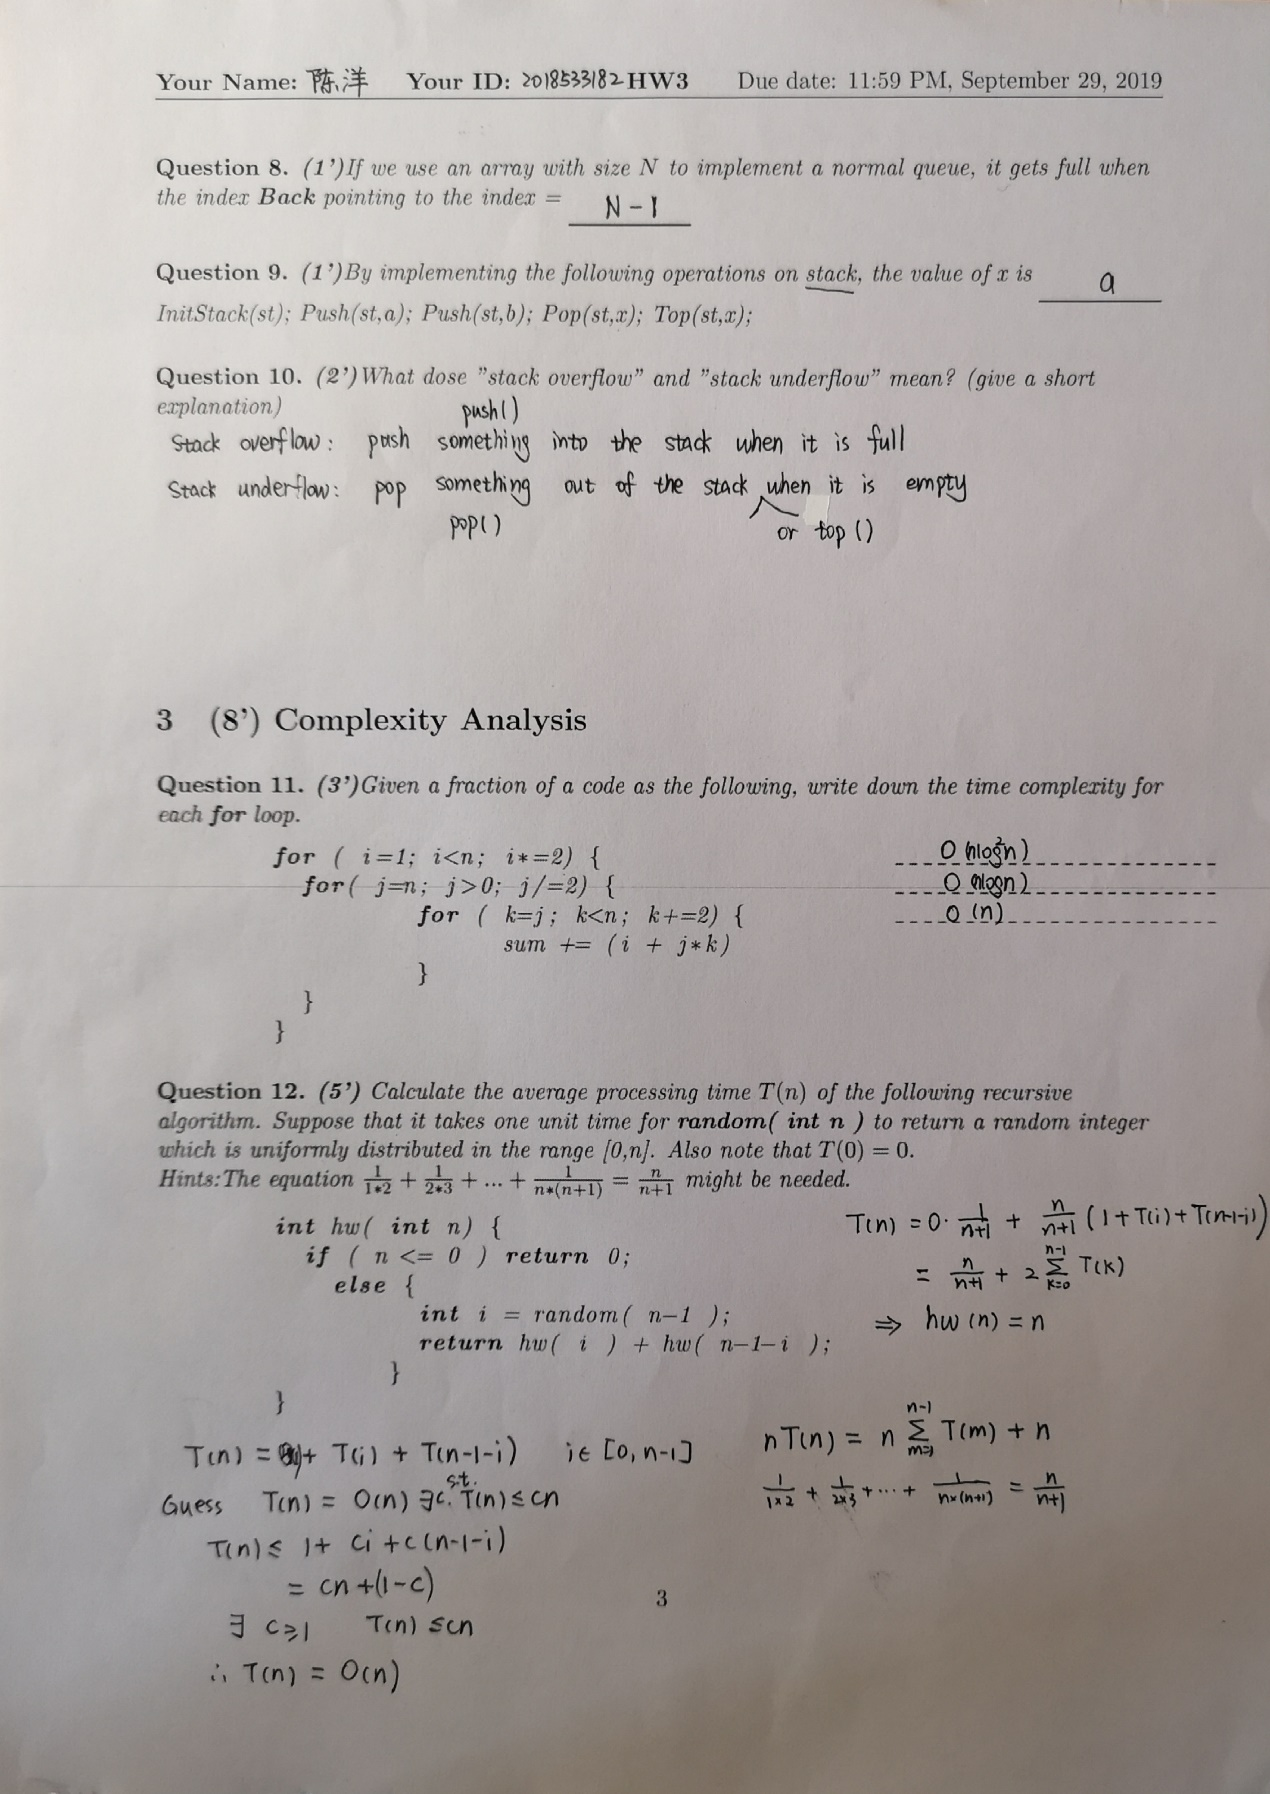 Your Name: 陈洋 Your ID: 2018533182 HW3 Due date: 11:59 PM, September 29, 2019
Question 8. (1')If we use an array with size N to implement a normal queue, it gets full when
the index Back pointing to the index = N-1
Question 9. (1')By implementing the following operations on stack, the value of x is a
InitStack(st); Push(st,a); Push(st,b); Pop(st,x); Top(st,x);
Question 10. (2')What dose "stack overflow" and "stack underflow" mean? (give a short
explanation)
push()
Stack overflow: push something into the stack when it is full
Stack underflow: pop something out of the stack when it is empty
pop() or top()
3 (8') Complexity Analysis
Question 11. (3')Given a fraction of a code as the following, write down the time complexity for
each for loop.
for ( i=1; i<n; i*=2) { O(nlog²n)
for( j=n; j>0; j/=2) { O(nlogn)
for ( k=j; k<n; k+=2) { O(n)
sum += (i + j*k)
}
}
}
Question 12. (5') Calculate the average processing time T(n) of the following recursive
algorithm. Suppose that it takes one unit time for random( int n ) to return a random integer
which is uniformly distributed in the range [0,n]. Also note that T(0) = 0.
Hints:The equation 1/1*2 + 1/2*3 + ... + 1/n*(n+1) = n/n+1 might be needed.
int hw( int n) { T(n) = 0· 1/n+1 + n/n+1 (1+T(i)+T(n-1-i))
if ( n <= 0 ) return 0; = n/n+1 + 2 Σ_{k=0}^{n-1} T(k)
else {
int i = random( n-1 ); ⇒ hw(n) = n
return hw( i ) + hw( n-1-i );
}
}
T(n) = + T(i) + T(n-1-i) i∈[0,n-1] nT(n) = n Σ^{n-1} T(m) + n
Guess T(n) = O(n) ∃c. s.t. T(n) ≤ cn 1/1×2 + 1/2×3 + ··· + 1/n×(n+1) = n/n+1
T(n) ≤ 1+ ci + c(n-1-i)
= cn +(1-c)
∃ c≥1 T(n) ≤ cn
∴ T(n) = O(n)
3